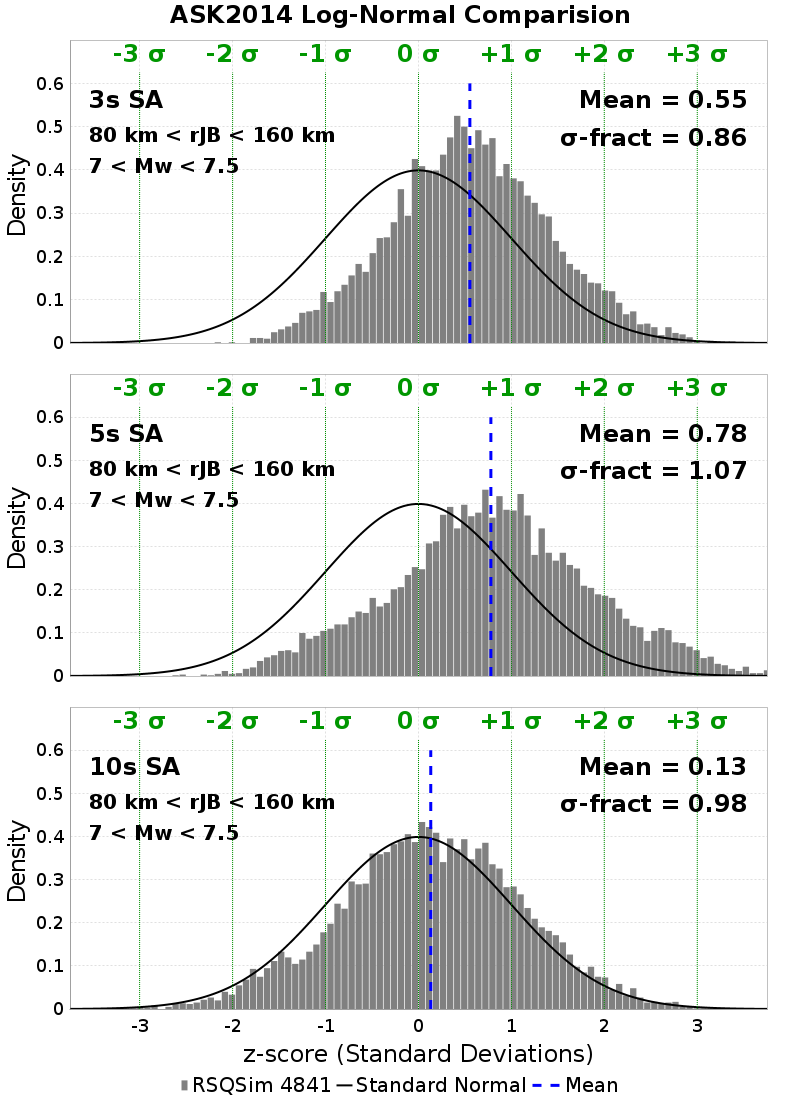 ASK2014 Log-Normal Comparision
-3 σ -2 σ -1 σ 0 σ +1 σ +2 σ +3 σ
3s SA
Mean = 0.55
80 km < rJB < 160 km
σ-fract = 0.86
7 < Mw < 7.5
0.6
0.5
0.4
0.3
0.2
0.1
0
Density
-3 σ -2 σ -1 σ 0 σ +1 σ +2 σ +3 σ
5s SA
Mean = 0.78
80 km < rJB < 160 km
σ-fract = 1.07
7 < Mw < 7.5
0.6
0.5
0.4
0.3
0.2
0.1
0
Density
-3 σ -2 σ -1 σ 0 σ +1 σ +2 σ +3 σ
10s SA
Mean = 0.13
80 km < rJB < 160 km
σ-fract = 0.98
7 < Mw < 7.5
0.6
0.5
0.4
0.3
0.2
0.1
0
Density
-3 -2 -1 0 1 2 3
z-score (Standard Deviations)
RSQSim 4841 Standard Normal Mean